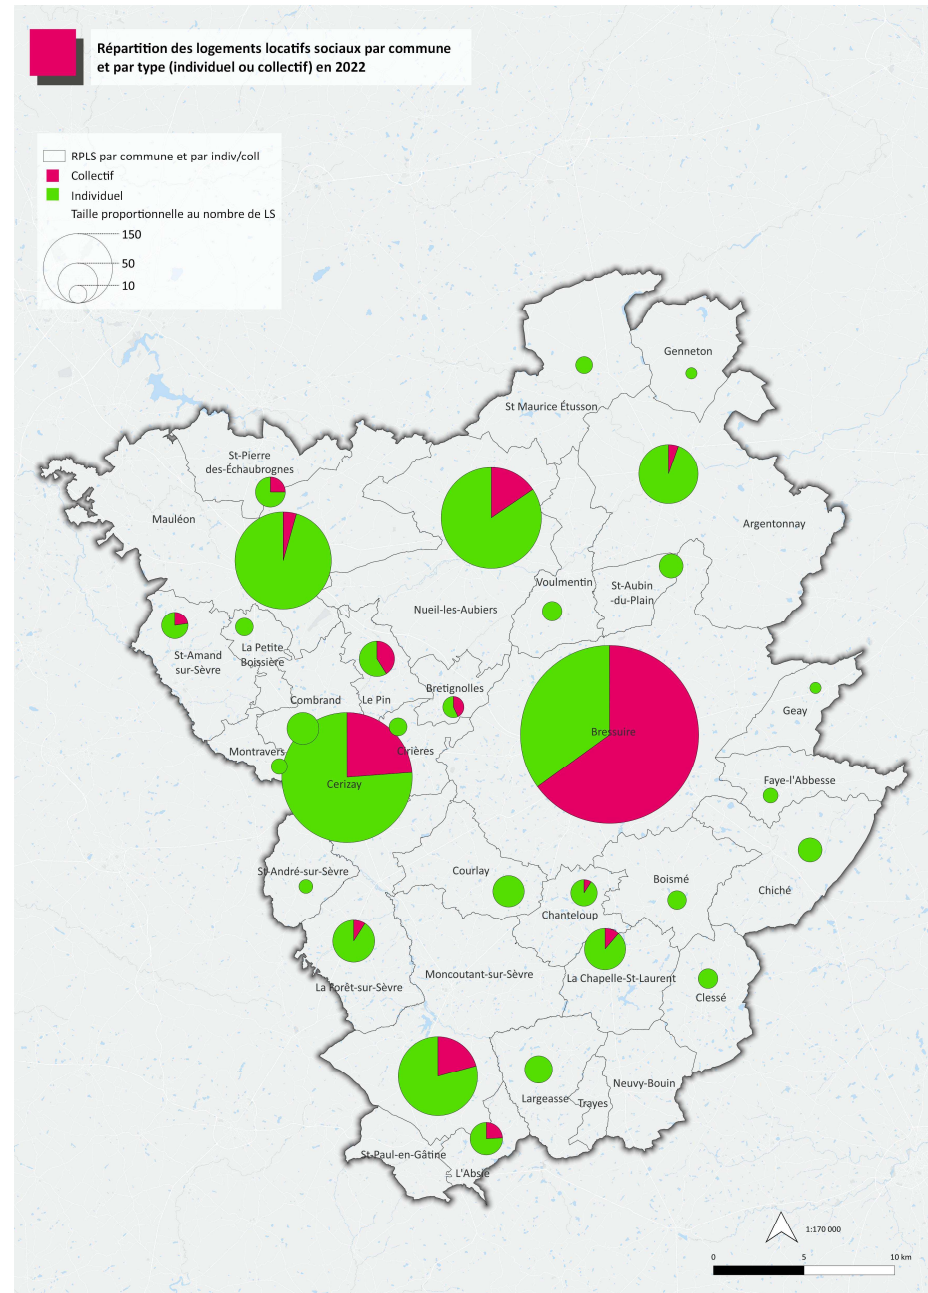 Répartition des logements locatifs sociaux par commune
et par type (individuel ou collectif) en 2022
RPLS par commune et par indiv/coll
Collectif
Individuel
Taille proportionnelle au nombre de LS
150
50
10
Genneton
St Maurice Étusson
St-Pierre
des-Échaubrognes
Mauléon
Argentonnay
Voulmentin
St-Aubin
-du-Plain
Nueil-les-Aubiers
La Petite
Boissière
St-Amand
sur-Sèvre
Bretignolles
Combrand
Le Pin
Geay
Bressuire
Montravers
Cirières
Cerizay
Faye-l'Abbesse
St-André-sur-Sèvre
Courlay
Boismé
Chiché
Chanteloup
Moncoutant-sur-Sèvre
La Chapelle-St-Laurent
La Forêt-sur-Sèvre
Clessé
Neuvy-Bouin
Largeasse
Trayes
St-Paul-en-Gâtine
L'Absie
1:170 000
0
5
10 km